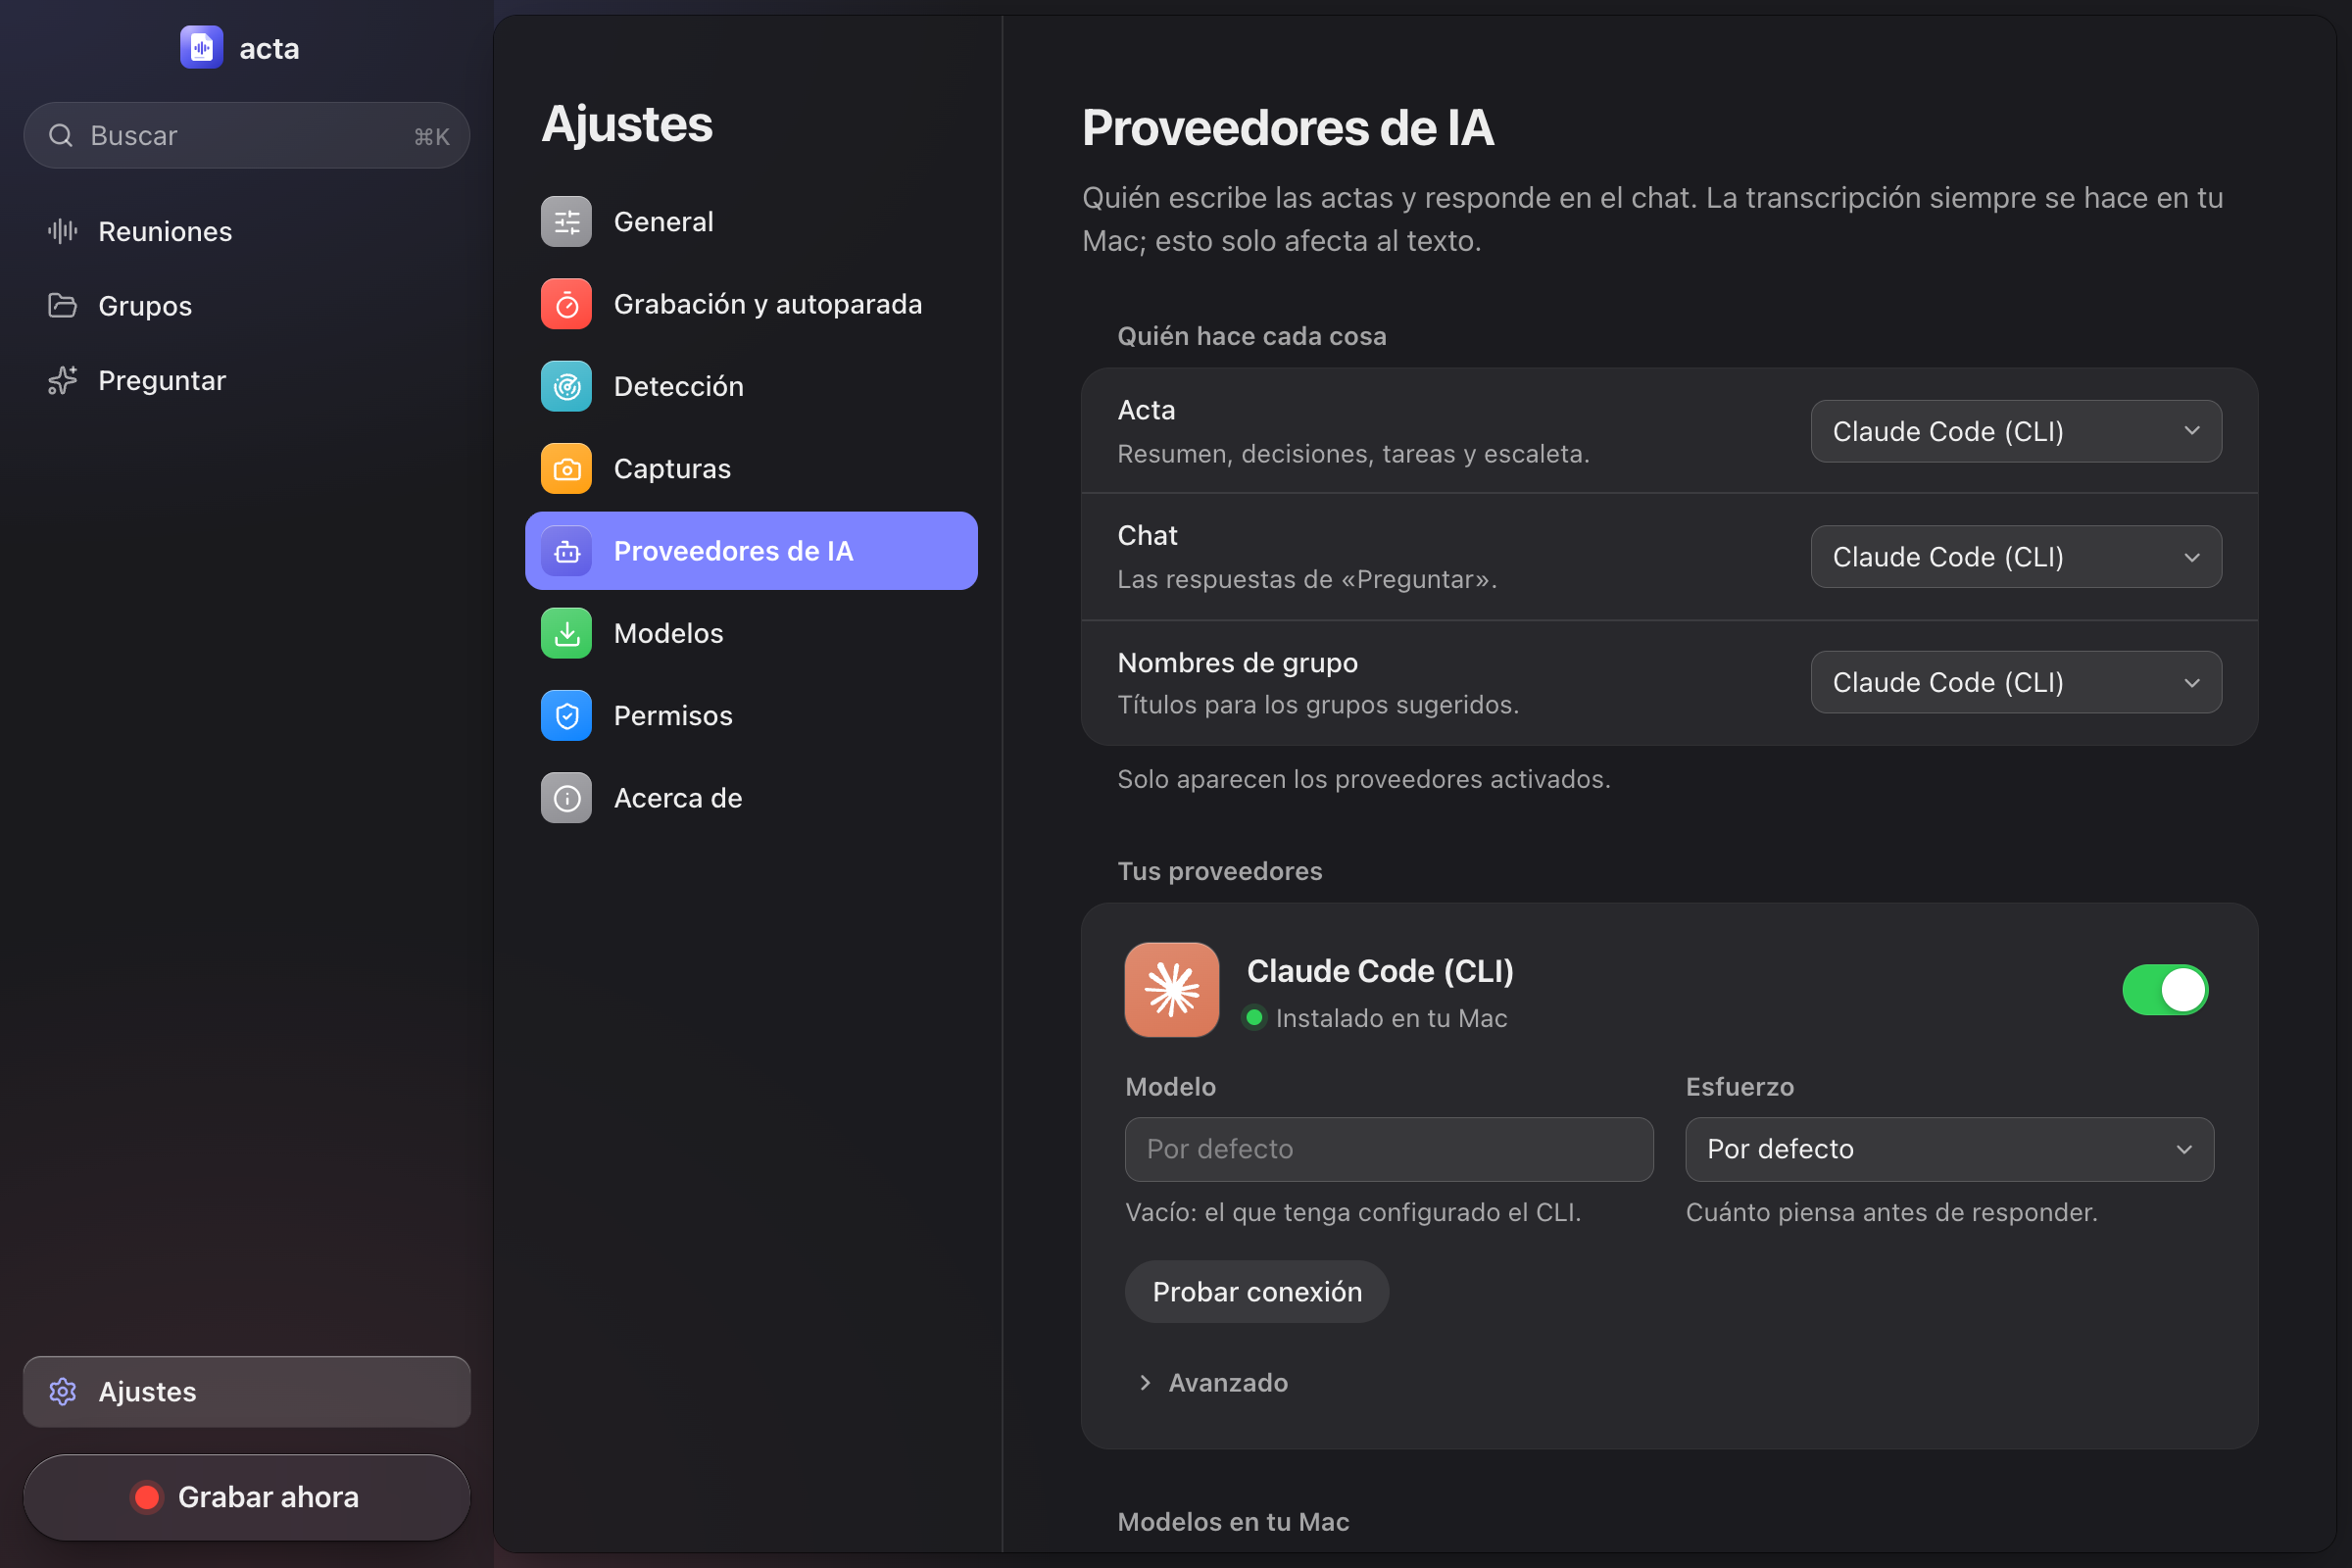 acta
Buscar ⌘K
Reuniones
Grupos
Preguntar
Ajustes
Grabar ahora
Ajustes
General
Grabación y autoparada
Detección
Capturas
Proveedores de IA
Modelos
Permisos
Acerca de
Proveedores de IA
Quién escribe las actas y responde en el chat. La transcripción siempre se hace en tu
Mac; esto solo afecta al texto.
Quién hace cada cosa
Acta
Resumen, decisiones, tareas y escaleta.
Claude Code (CLI)
Chat
Las respuestas de «Preguntar».
Claude Code (CLI)
Nombres de grupo
Títulos para los grupos sugeridos.
Claude Code (CLI)
Solo aparecen los proveedores activados.
Tus proveedores
Claude Code (CLI)
Instalado en tu Mac
Modelo
Por defecto
Vacío: el que tenga configurado el CLI.
Esfuerzo
Por defecto
Cuánto piensa antes de responder.
Probar conexión
Avanzado
Modelos en tu Mac